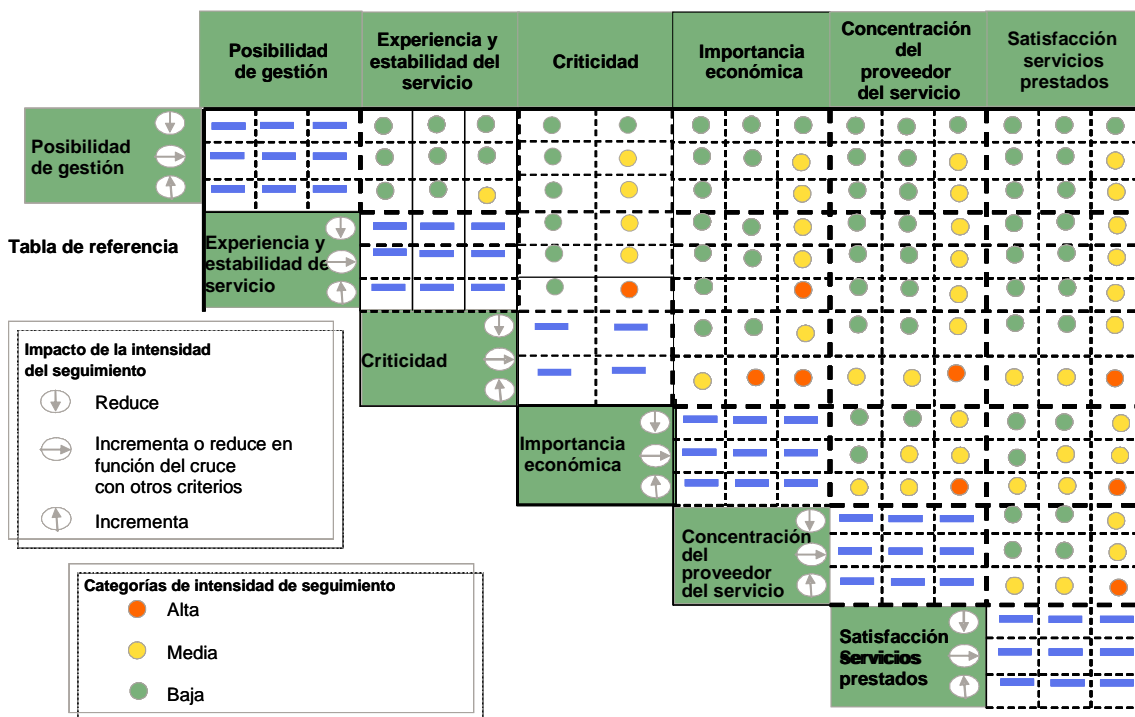 Posibilidad
de gestión
Experiencia y
estabilidad del
servicio
Criticidad
Importancia
económica
Concentración
del
proveedor
del servicio
Satisfacción
servicios
prestados
Posibilidad
de gestión
Tabla de referencia
Experiencia y
estabilidad de
servicio
Criticidad
Importancia
económica
Concentración
del
proveedor
del servicio
Satisfacción
Servicios
prestados
Impacto de la intensidad
del seguimiento
Reduce
Incrementa o reduce en
función del cruce
con otros criterios
Incrementa
Categorías de intensidad de seguimiento
Alta
Media
Baja